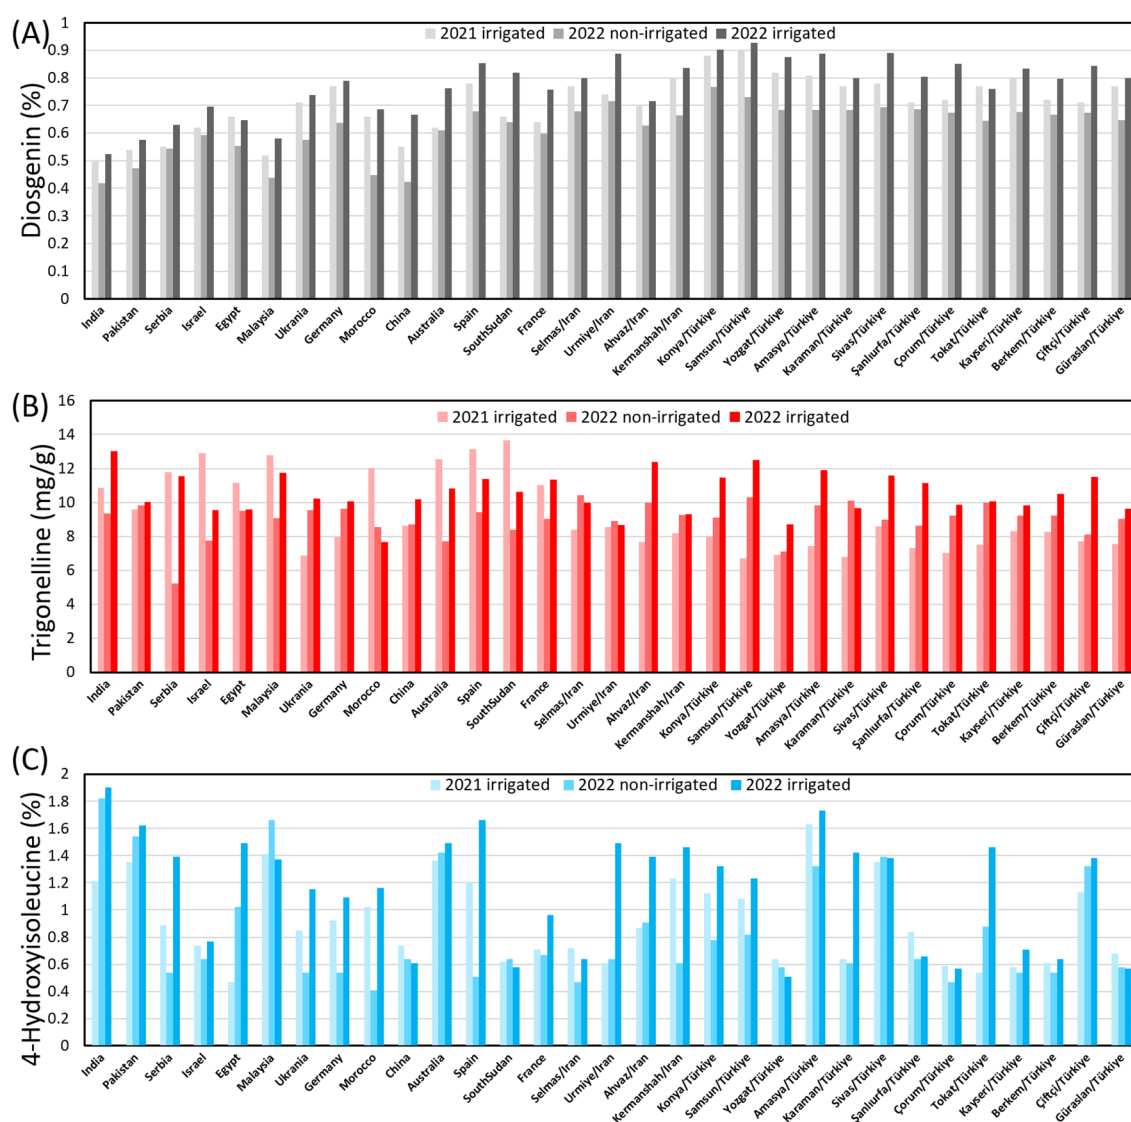 (A)
Diosgenin (%)
2021 irrigated 2022 non-irrigated 2022 irrigated
1
0.9
0.8
0.7
0.6
0.5
0.4
0.3
0.2
0.1
0
India Pakistan Serbia Israel Egypt Malaysia Ukrania Germany Morocco China Australia Spain SouthSudan France Selmas/Iran Urmiye/Iran Ahvaz/Iran Kermanshah/Iran Konya/Türkiye Samsun/Türkiye Yozgat/Türkiye Amasya/Türkiye Karaman/Türkiye Sivas/Türkiye Şanlıurfa/Türkiye Çorum/Türkiye Tokat/Türkiye Kayseri/Türkiye Berkem/Türkiye Çiftçi/Türkiye Güraslan/Türkiye
(B)
Trigonelline (mg/g)
2021 irrigated 2022 non-irrigated 2022 irrigated
16
14
12
10
8
6
4
2
0
India Pakistan Serbia Israel Egypt Malaysia Ukrania Germany Morocco China Australia Spain SouthSudan France Selmas/Iran Urmiye/Iran Ahvaz/Iran Kermanshah/Iran Konya/Türkiye Samsun/Türkiye Yozgat/Türkiye Amasya/Türkiye Karaman/Türkiye Sivas/Türkiye Şanlıurfa/Türkiye Çorum/Türkiye Tokat/Türkiye Kayseri/Türkiye Berkem/Türkiye Çiftçi/Türkiye Güraslan/Türkiye
(C)
4-Hydroxyisoleucine (%)
2021 irrigated 2022 non-irrigated 2022 irrigated
2
1.8
1.6
1.4
1.2
1
0.8
0.6
0.4
0.2
0
India Pakistan Serbia Israel Egypt Malaysia Ukrania Germany Morocco China Australia Spain SouthSudan France Selmas/Iran Urmiye/Iran Ahvaz/Iran Kermanshah/Iran Konya/Türkiye Samsun/Türkiye Yozgat/Türkiye Amasya/Türkiye Karaman/Türkiye Sivas/Türkiye Şanlıurfa/Türkiye Çorum/Türkiye Tokat/Türkiye Kayseri/Türkiye Berkem/Türkiye Çiftçi/Türkiye Güraslan/Türkiye